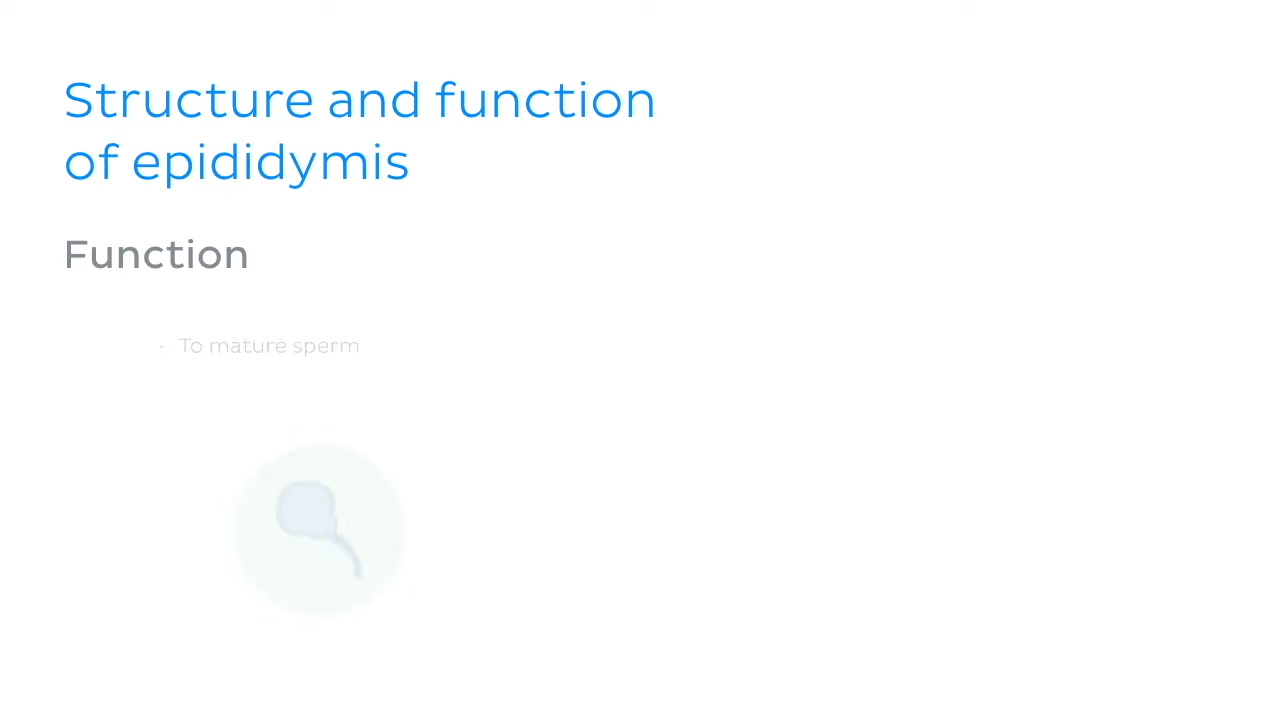 Structure and function
of epididymis
Function
· To mature sperm